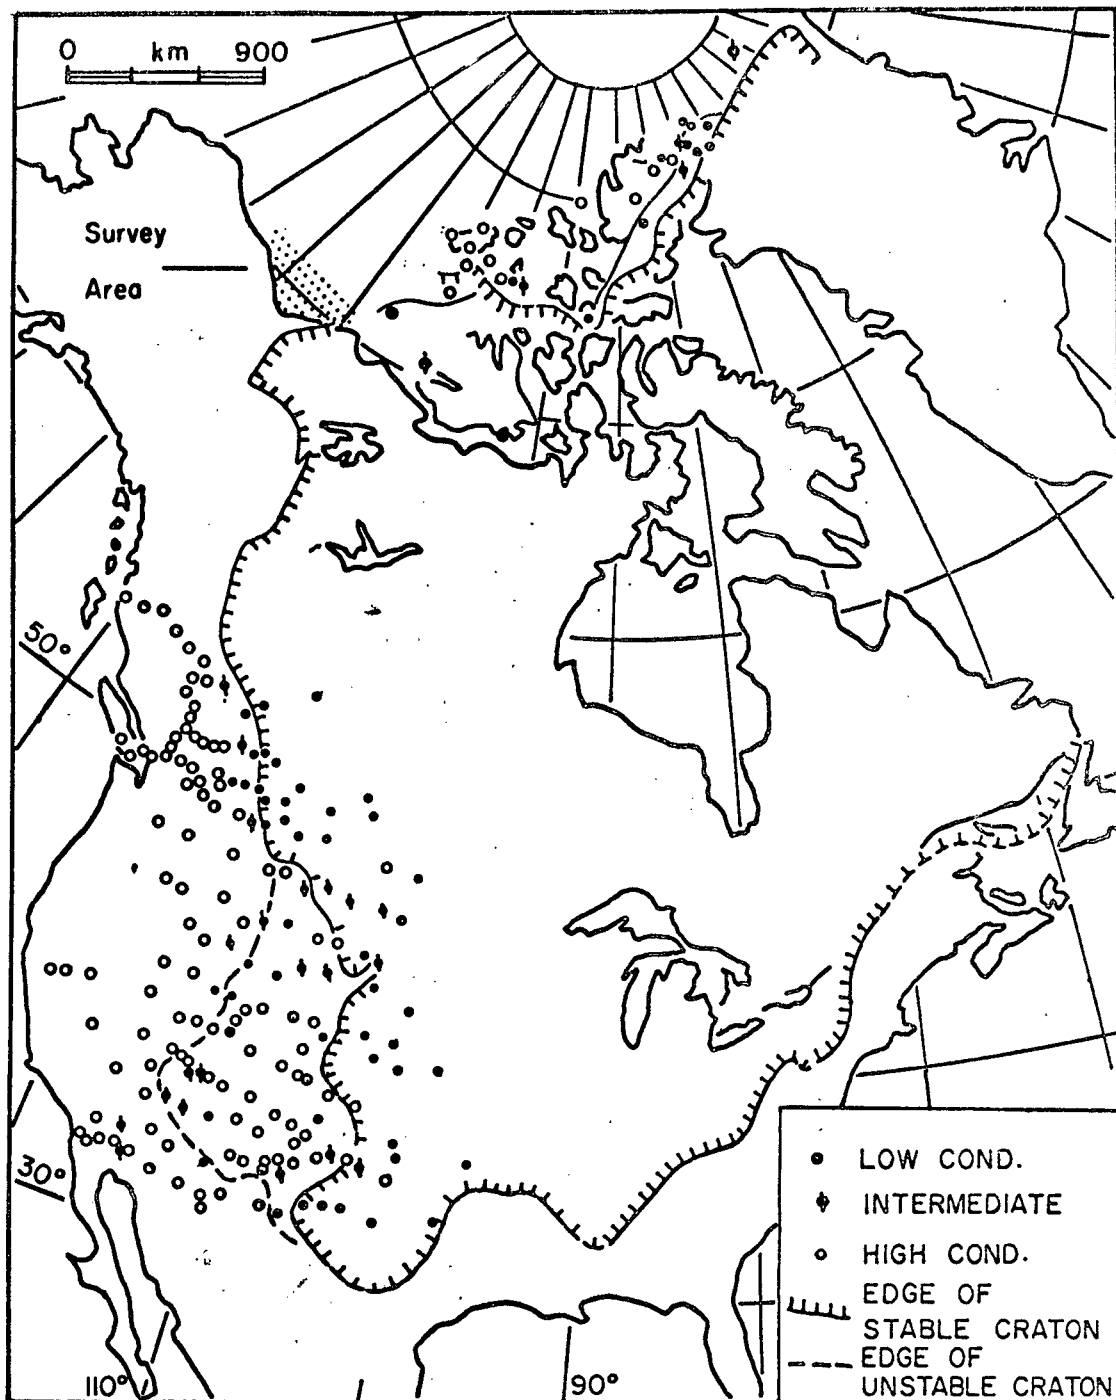 0 km 900
Survey
Area
50°
30°
110°
90°
LOW COND.
INTERMEDIATE
HIGH COND.
EDGE OF
STABLE CRATON
EDGE OF
UNSTABLE CRATON